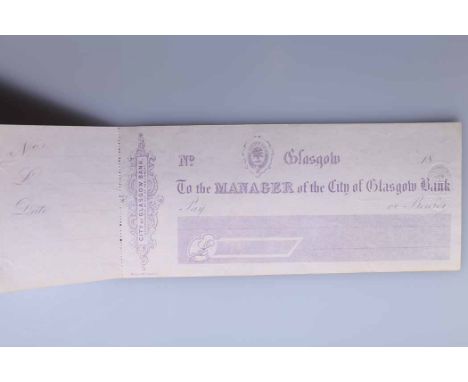 No.
£
Date
CITY OF GLASGOW BANK
No Glasgow 18
To the MANAGER of the City of Glasgow Bank
Pay or Bearer
£